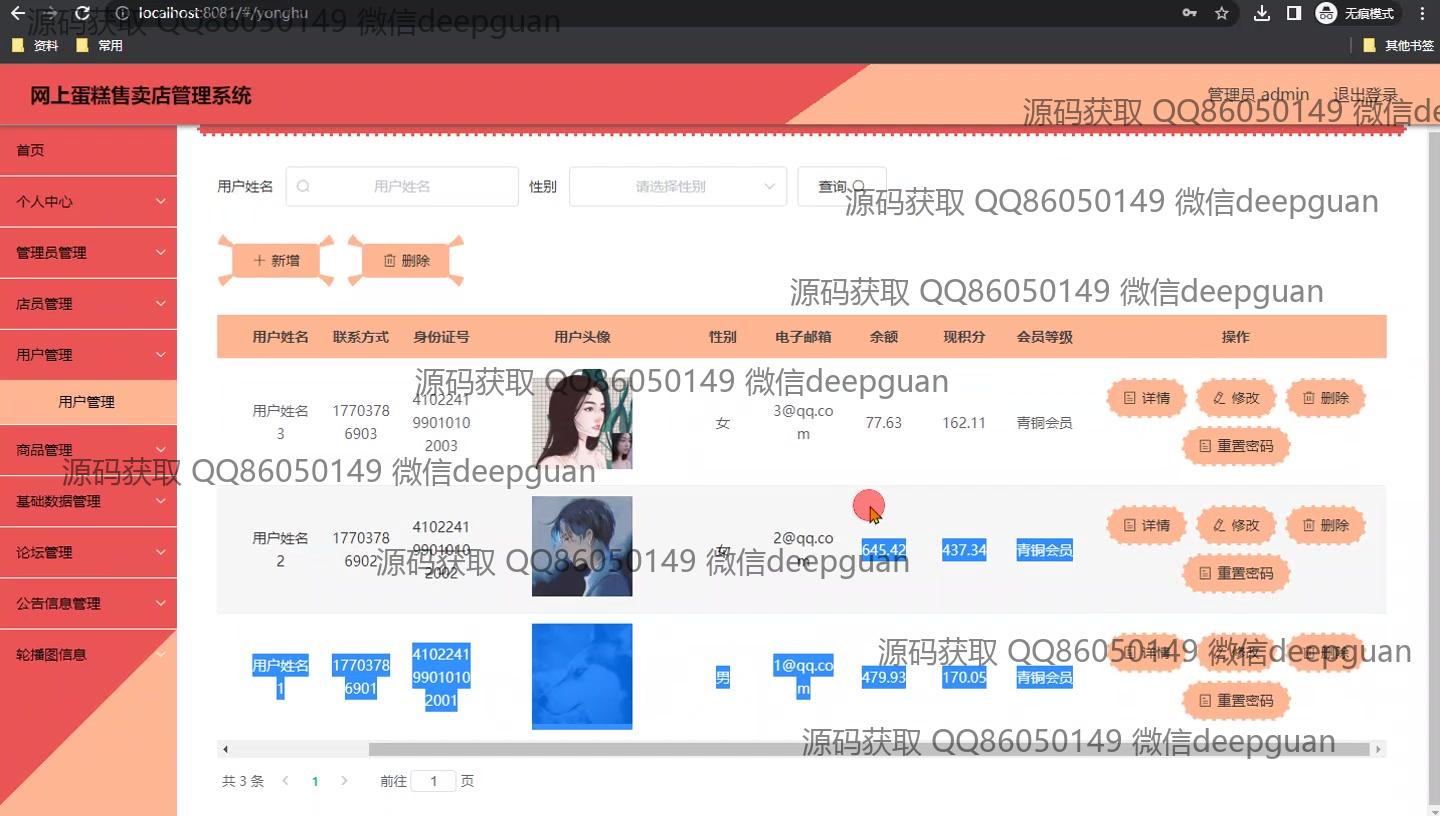 localhost:8081/#/yonghu
无痕模式
资料
常用
其他书签
源码获取 QQ86050149 微信deepguan
网上蛋糕售卖店管理系统
管理员 admin
退出登录
源码获取 QQ86050149 微信de
首页
个人中心
管理员管理
店员管理
用户管理
用户管理
商品管理
基础数据管理
论坛管理
公告信息管理
轮播图信息
用户姓名
用户姓名
性别
请选择性别
查询
源码获取 QQ86050149 微信deepguan
新增
删除
源码获取 QQ86050149 微信deepguan
用户姓名 联系方式 身份证号 用户头像 性别 电子邮箱 余额 现积分 会员等级 操作
源码获取 QQ86050149 微信deepguan
用户姓名
3
1770378
6903
4102241
9901010
2003
女
3@qq.co
m
77.63
162.11
青铜会员
详情
修改
删除
重置密码
源码获取 QQ86050149 微信deepguan
用户姓名
2
1770378
6902
4102241
9901010
2002
女
2@qq.co
m
645.42
437.34
青铜会员
详情
修改
删除
重置密码
源码获取 QQ86050149 微信deepguan
用户姓名
1
1770378
6901
4102241
9901010
2001
男
1@qq.co
m
479.93
170.05
青铜会员
详情
修改
删除
重置密码
源码获取 QQ86050149 微信deepguan
源码获取 QQ86050149 微信deepguan
共 3 条
1
前往 1 页